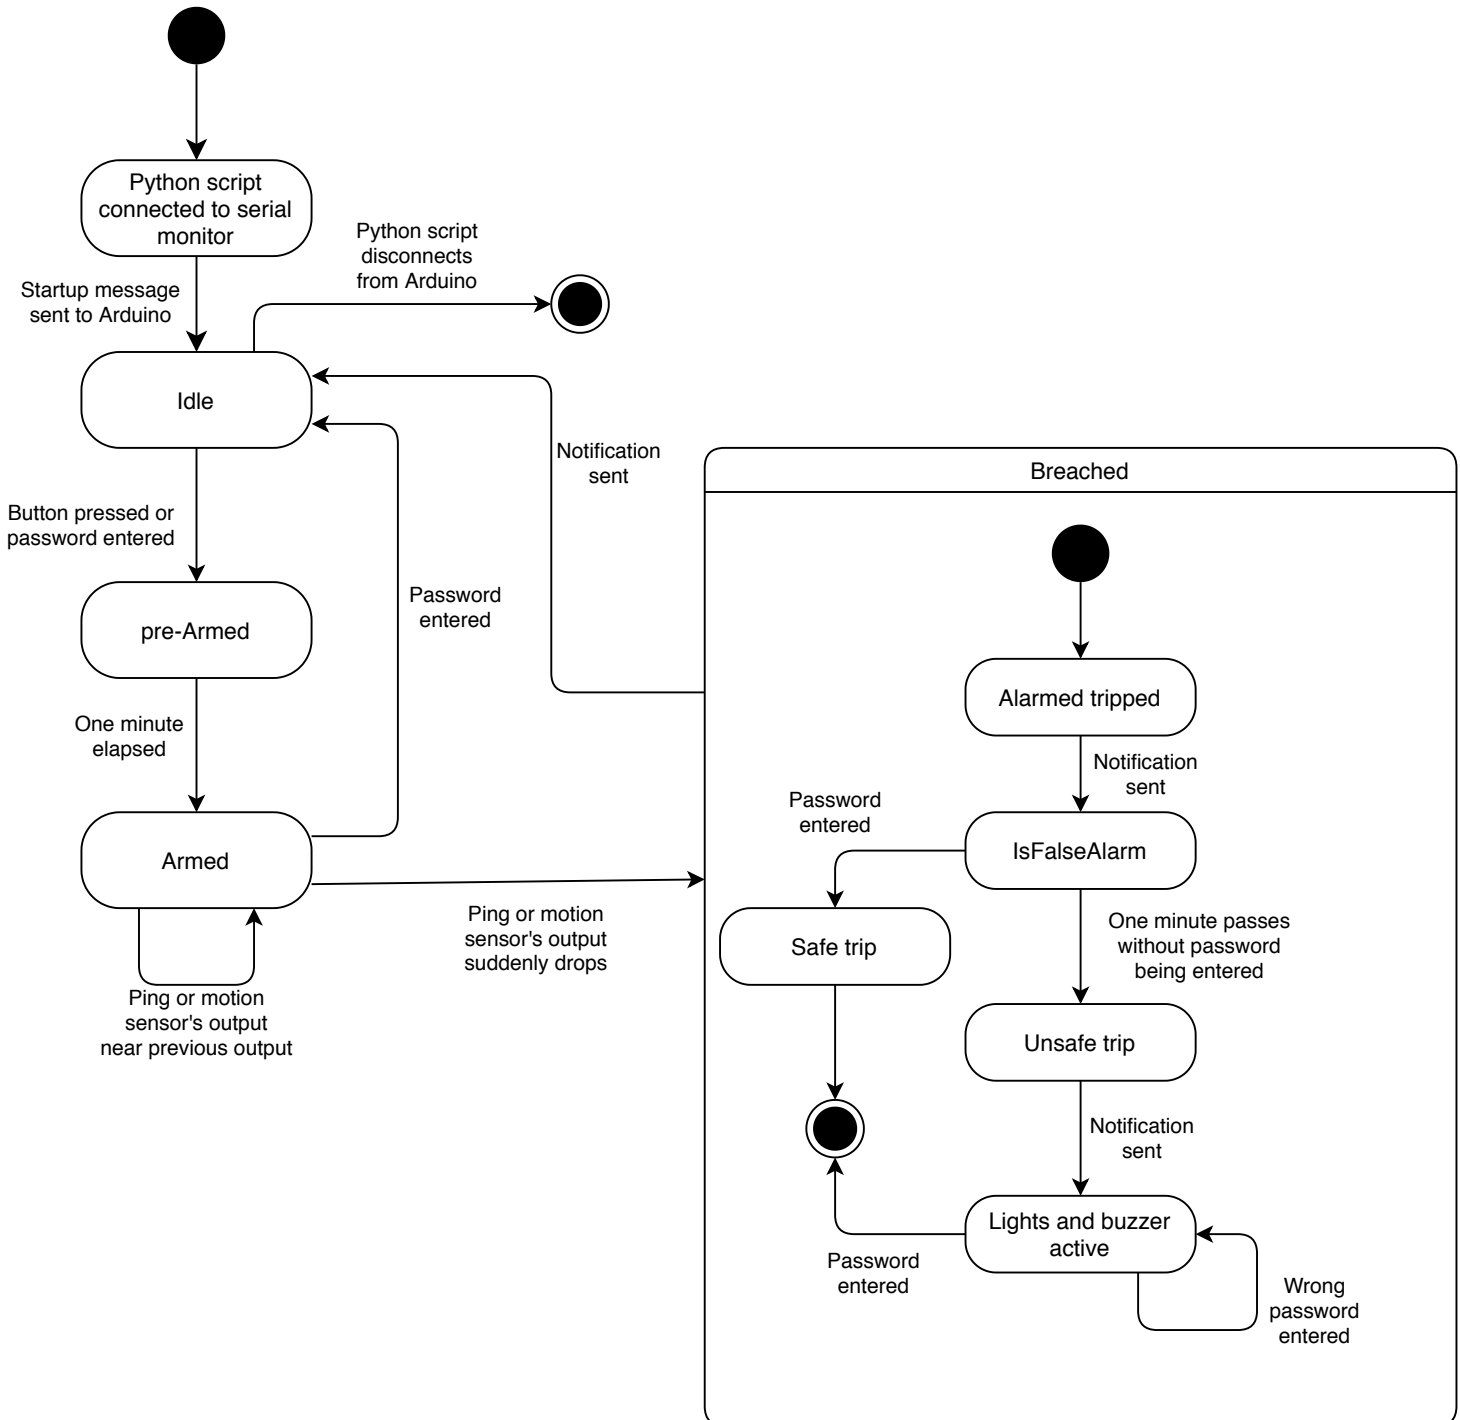 Python script
connected to serial
monitor
Python script
disconnects
from Arduino
Startup message
sent to Arduino
Idle
Notification
sent
Breached
Button pressed or
password entered
Password
entered
pre-Armed
Alarmed tripped
One minute
elapsed
Notification
sent
Password
entered
Armed
IsFalseAlarm
Ping or motion
sensor's output
suddenly drops
One minute passes
without password
being entered
Safe trip
Ping or motion
sensor's output
near previous output
Unsafe trip
Notification
sent
Lights and buzzer
active
Password
entered
Wrong
password
entered